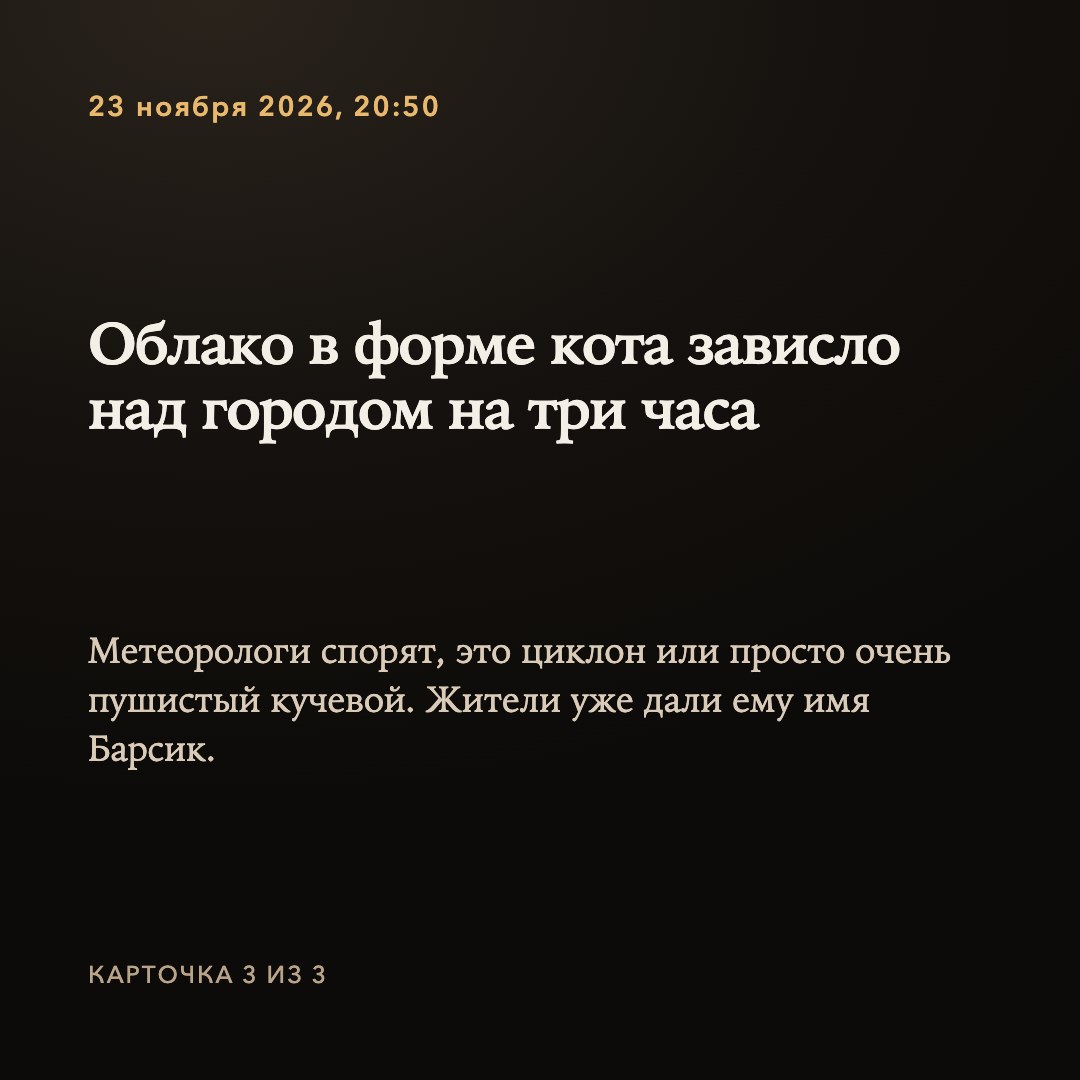 23 ноября 2026, 20:50
Облако в форме кота зависло
над городом на три часа
Метеорологи спорят, это циклон или просто очень
пушистый кучевой. Жители уже дали ему имя
Барсик.
КАРТОЧКА 3 ИЗ 3